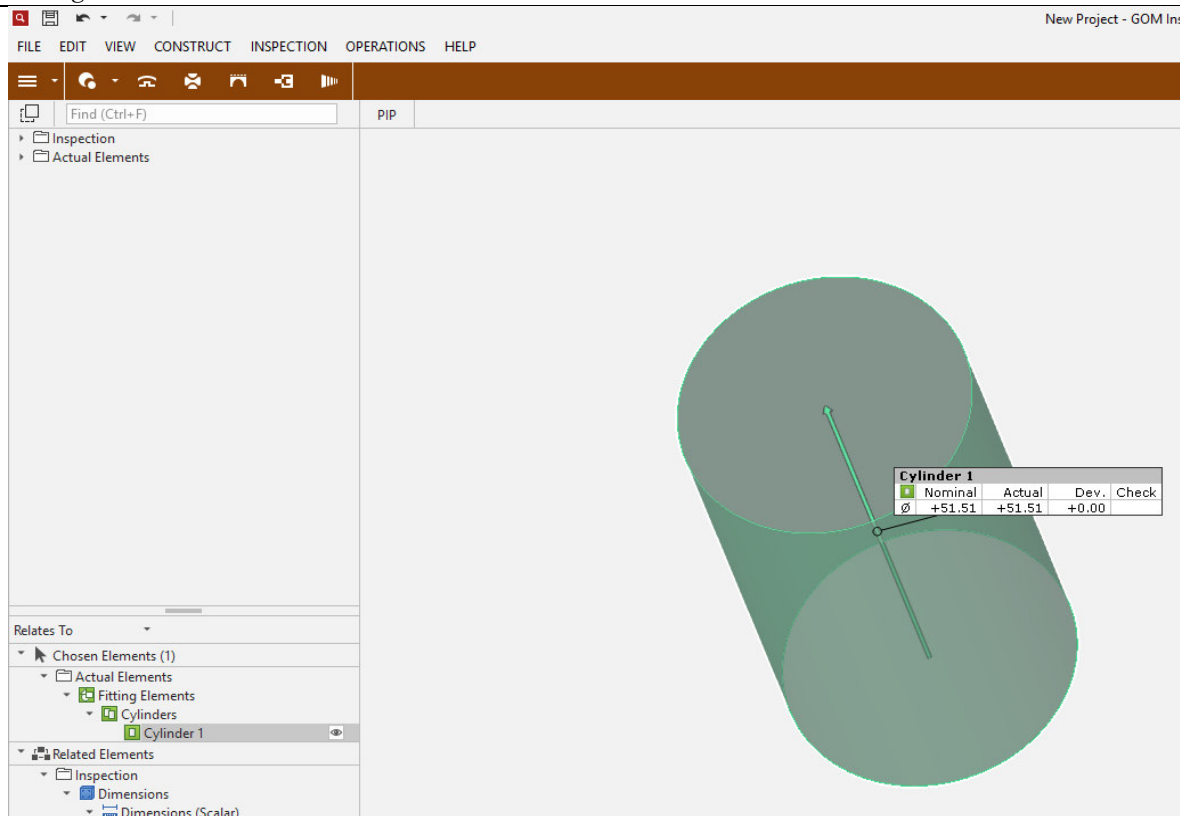 New Project - GOM Ins
FILE EDIT VIEW CONSTRUCT INSPECTION OPERATIONS HELP
Find (Ctrl+F)
PIP
Inspection
Actual Elements
Cylinder 1
Nominal Actual Dev. Check
Ø +51.51 +51.51 +0.00
Relates To
Chosen Elements (1)
Actual Elements
Fitting Elements
Cylinders
Cylinder 1
Related Elements
Inspection
Dimensions
Dimensions (Scalar)